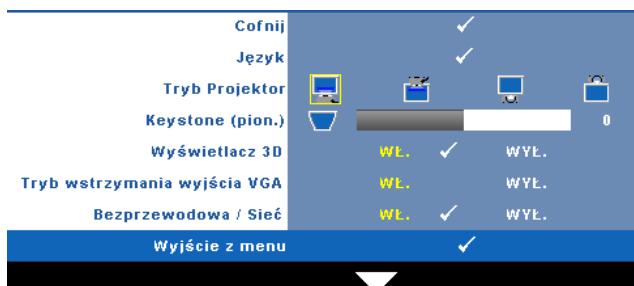 Cofnij
Język
Tryb Projektor
Keystone (pion.) 0
Wyświetlacz 3D WŁ. WYŁ.
Tryb wstrzymania wyjścia VGA WŁ. WYŁ.
Bezprzewodowa / Sieć WŁ. WYŁ.
Wyjście z menu